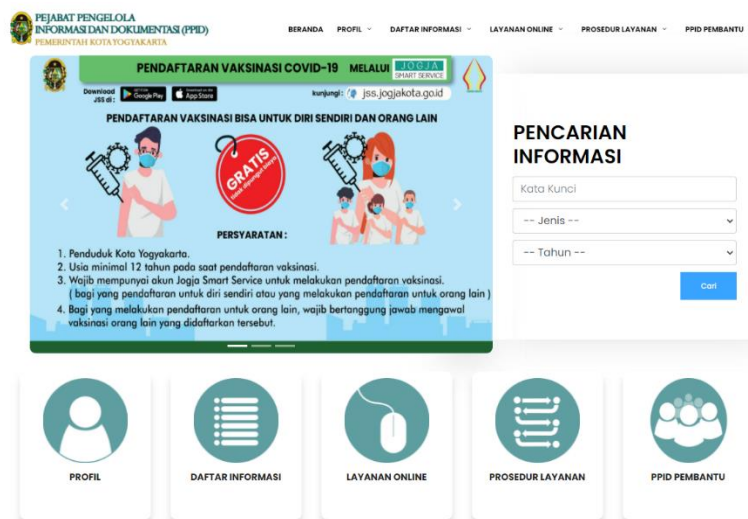 PEJABAT PENGELOLA
INFORMASI DAN DOKUMENTASI (PPID)
PEMERINTAH KOTA YOGYAKARTA
BERANDA PROFIL DAFTAR INFORMASI LAYANAN ONLINE PROSEDUR LAYANAN PPID PEMBANTU
PENDAFTARAN VAKSINASI COVID-19 MELALUI JOGJA
SMART SERVICE
Download
JSS di :
Google Play
App Store
kunjungi: jss.jogjakota.go.id
PENDAFTARAN VAKSINASI BISA UNTUK DIRI SENDIRI DAN ORANG LAIN
GRATIS
tidak dipungut biaya
PERSYARATAN :
1. Penduduk Kota Yogyakarta.
2. Usia minimal 12 tahun pada saat pendaftaran vaksinasi.
3. Wajib mempunyai akun Jogja Smart Service untuk melakukan pendaftaran vaksinasi.
( bagi yang pendaftaran untuk diri sendiri atau yang melakukan pendaftaran untuk orang lain )
4. Bagi yang melakukan pendaftaran untuk orang lain, wajib bertanggung jawab mengawal
vaksinasi orang lain yang didaftarkan tersebut.
PENCARIAN
INFORMASI
Kata Kunci
-- Jenis --
-- Tahun --
Cari
PROFIL
DAFTAR INFORMASI
LAYANAN ONLINE
PROSEDUR LAYANAN
PPID PEMBANTU